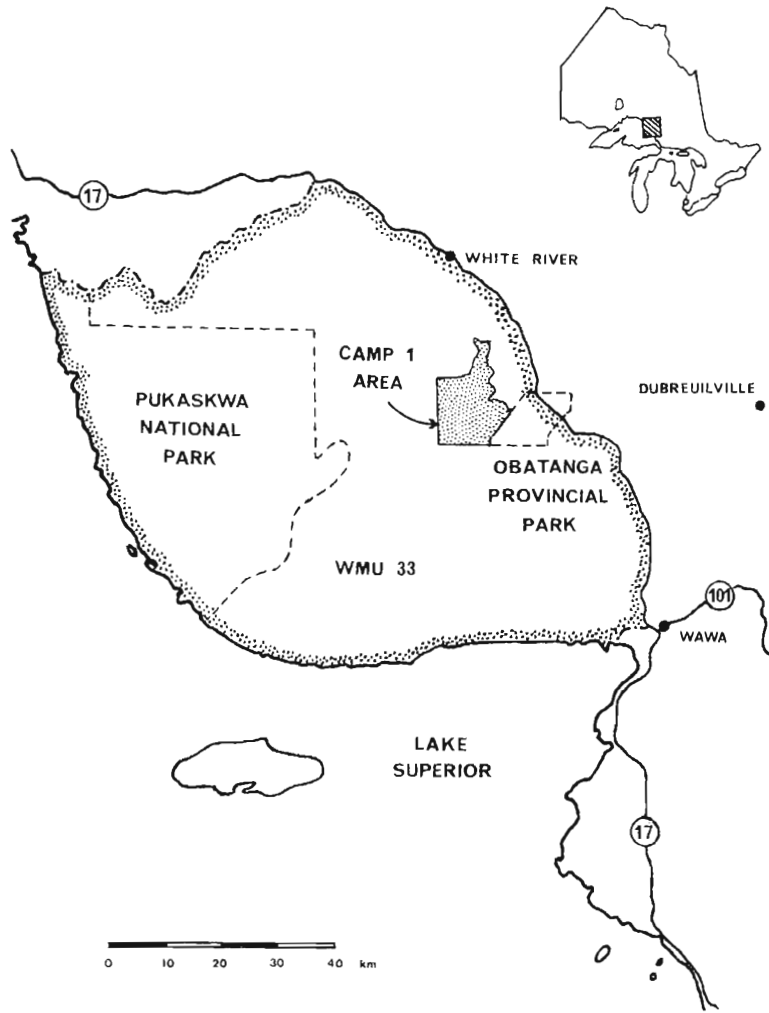 17
WHITE RIVER
CAMP 1
AREA
DUBREUILVILLE
PUKASKWA
NATIONAL
PARK
OBATANGA
PROVINCIAL
PARK
WMU 33
101
WAWA
LAKE
SUPERIOR
17
0 10 20 30 40 km